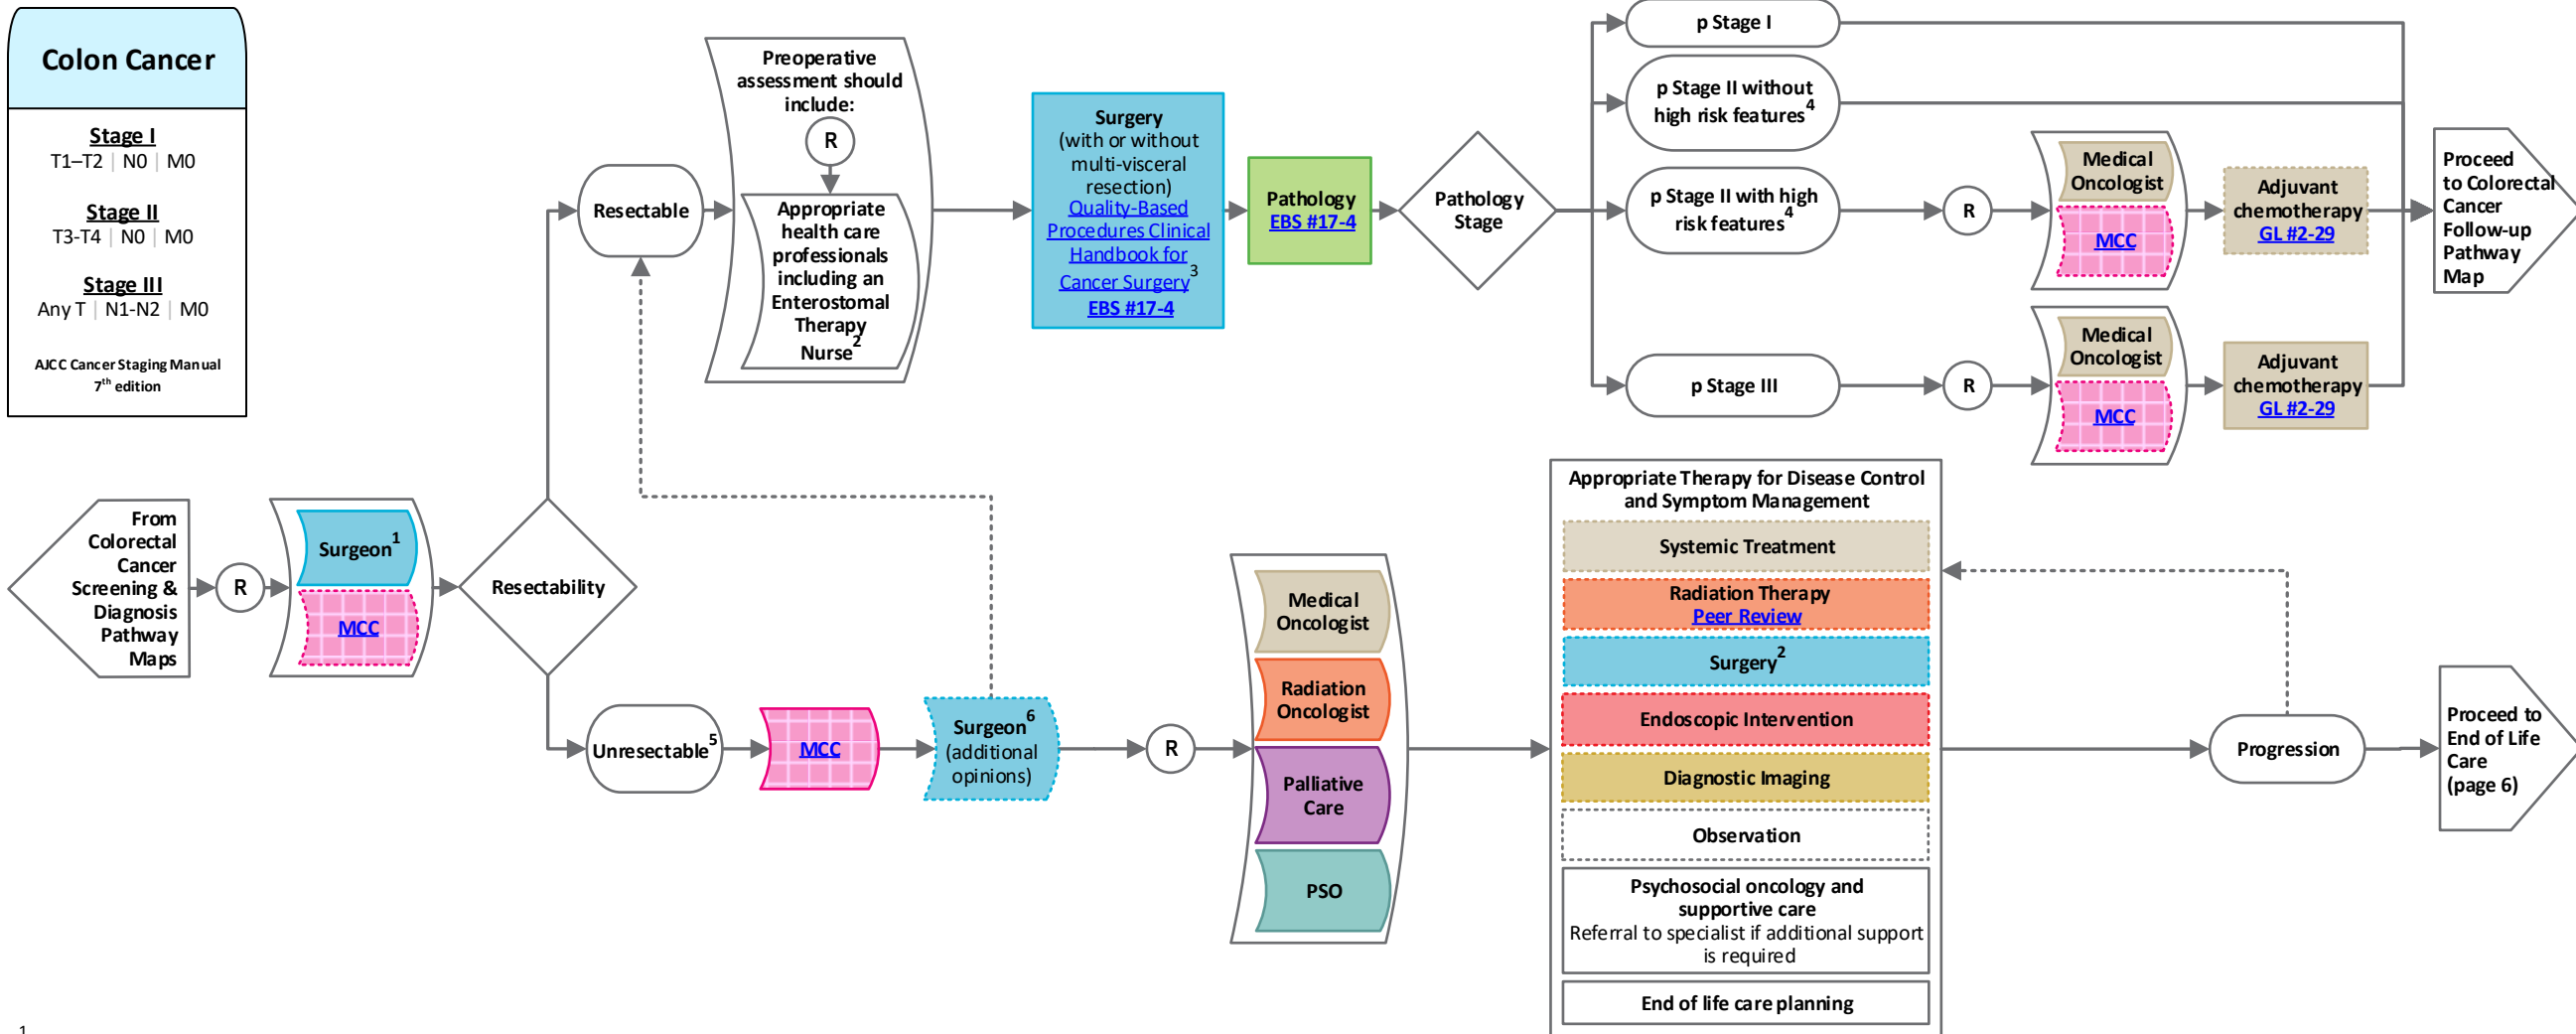 Colon Cancer
Stage I
T1–T2 | N0 | M0
Stage II
T3-T4 | N0 | M0
Stage III
Any T | N1-N2 | M0
AJCC Cancer Staging Manual
7th edition
From
Colorectal
Cancer
Screening &
Diagnosis
Pathway
Maps
R
Surgeon1
MCC
Resectability
Resectable
Preoperative
assessment should
include:
R
Appropriate
health care
professionals
including an
Enterostomal
Therapy
Nurse2
Surgery
(with or without
multi-visceral
resection)
Quality-Based
Procedures Clinical
Handbook for
Cancer Surgery3
EBS #17-4
Pathology
EBS #17-4
Pathology
Stage
p Stage I
p Stage II without
high risk features4
p Stage II with high
risk features4
R
Medical
Oncologist
MCC
Adjuvant
chemotherapy
GL #2-29
p Stage III
R
Medical
Oncologist
MCC
Adjuvant
chemotherapy
GL #2-29
Proceed
to Colorectal
Cancer
Follow-up
Pathway
Map
Unresectable5
MCC
Surgeon6
(additional
opinions)
R
Medical
Oncologist
Radiation
Oncologist
Palliative
Care
PSO
Appropriate Therapy for Disease Control
and Symptom Management
Systemic Treatment
Radiation Therapy
Peer Review
Surgery2
Endoscopic Intervention
Diagnostic Imaging
Observation
Psychosocial oncology and
supportive care
Referral to specialist if additional support
is required
End of life care planning
Progression
Proceed to
End of Life
Care
(page 6)
1